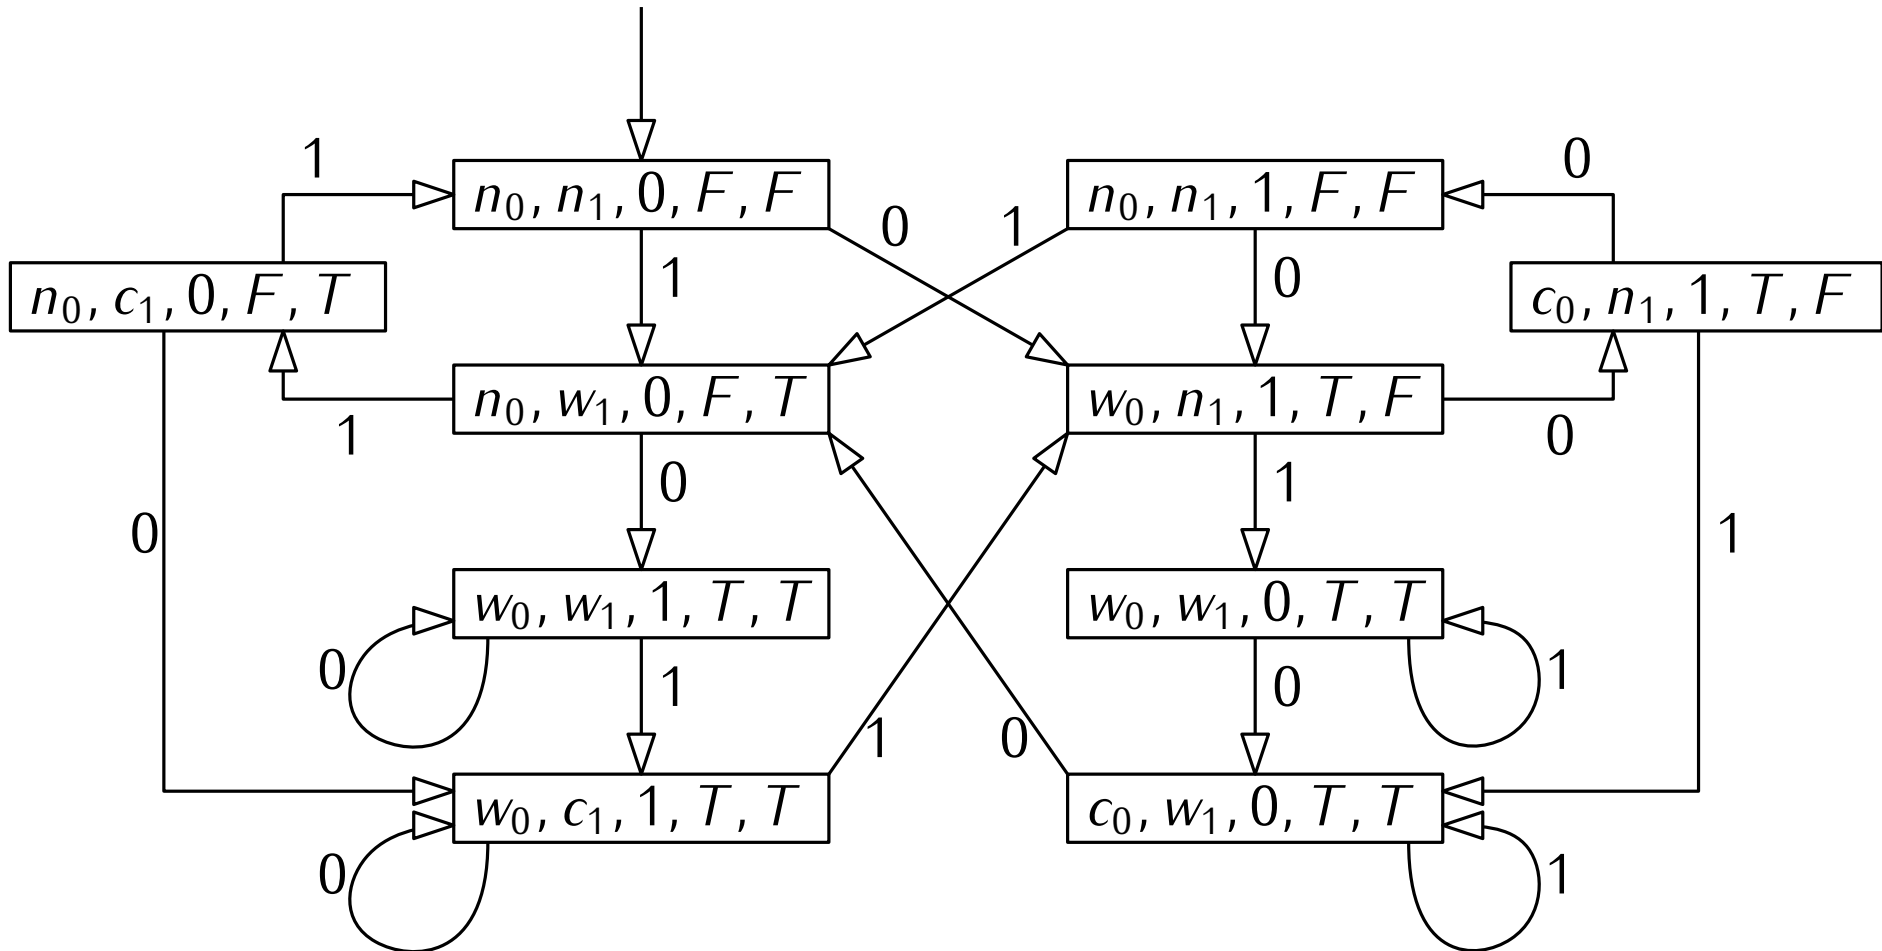 1
0
n₀, n₁, 0, F, F
n₀, n₁, 1, F, F
0
1
n₀, c₁, 0, F, T
1
0
c₀, n₁, 1, T, F
n₀, w₁, 0, F, T
w₀, n₁, 1, T, F
1
0
0
1
0
1
w₀, w₁, 1, T, T
w₀, w₁, 0, T, T
0
1
0
1
1
0
w₀, c₁, 1, T, T
c₀, w₁, 0, T, T
0
1